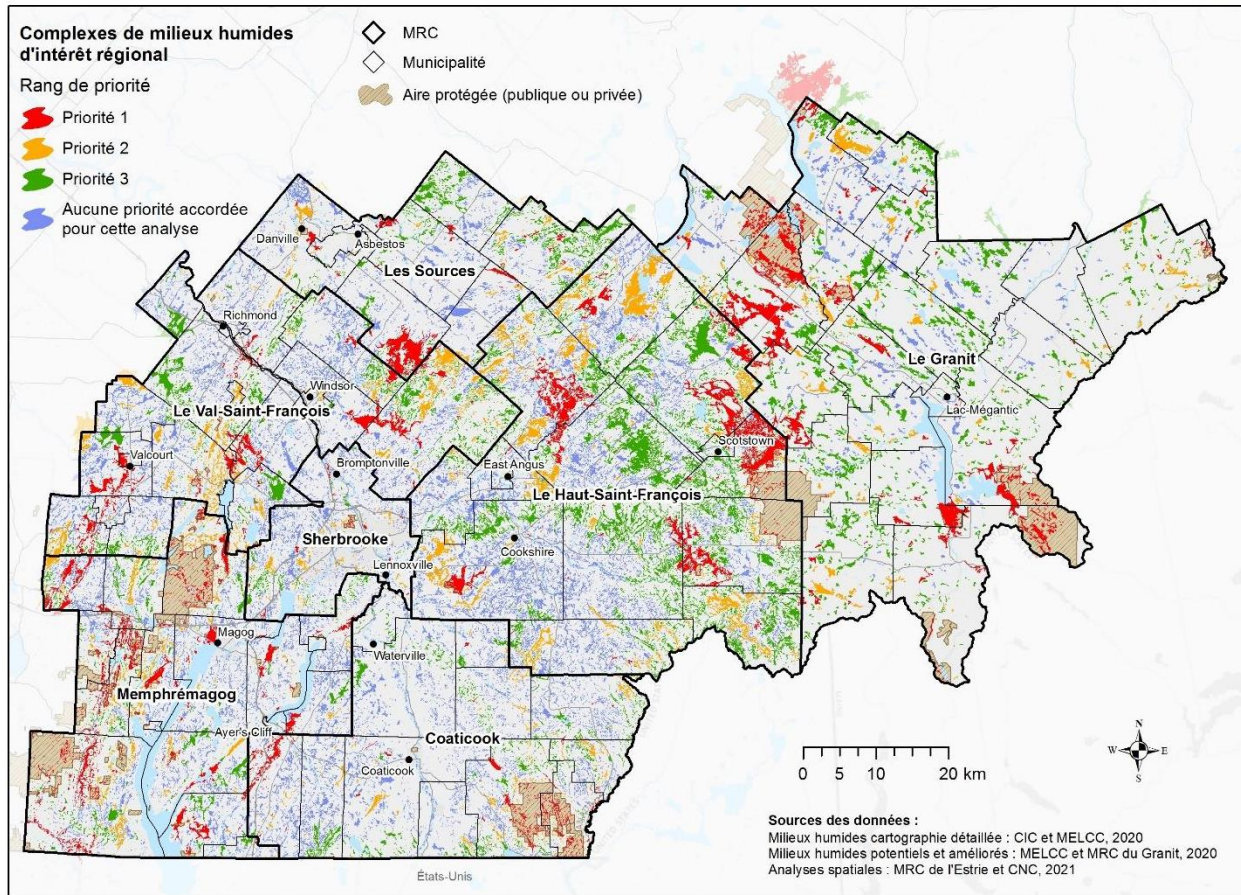 Complexes de milieux humides
d'intérêt régional
Rang de priorité
Priorité 1
Priorité 2
Priorité 3
Aucune priorité accordée
pour cette analyse
MRC
Municipalité
Aire protégée (publique ou privée)
Danville
Asbestos
Les Sources
Richmond
Le Granit
Windsor
Lac-Mégantic
Le Val-Saint-François
Valcourt
Bromptonville
East Angus
Scotstown
Le Haut-Saint-François
Sherbrooke
Cookshire
Lennoxville
Magog
Waterville
Memphrémagog
Ayer's Cliff
Coaticook
Coaticook
États-Unis
N
W
E
S
0 5 10 20 km
Sources des données :
Milieux humides cartographie détaillée : CIC et MELCC, 2020
Milieux humides potentiels et améliorés : MELCC et MRC du Granit, 2020
Analyses spatiales : MRC de l'Estrie et CNC, 2021